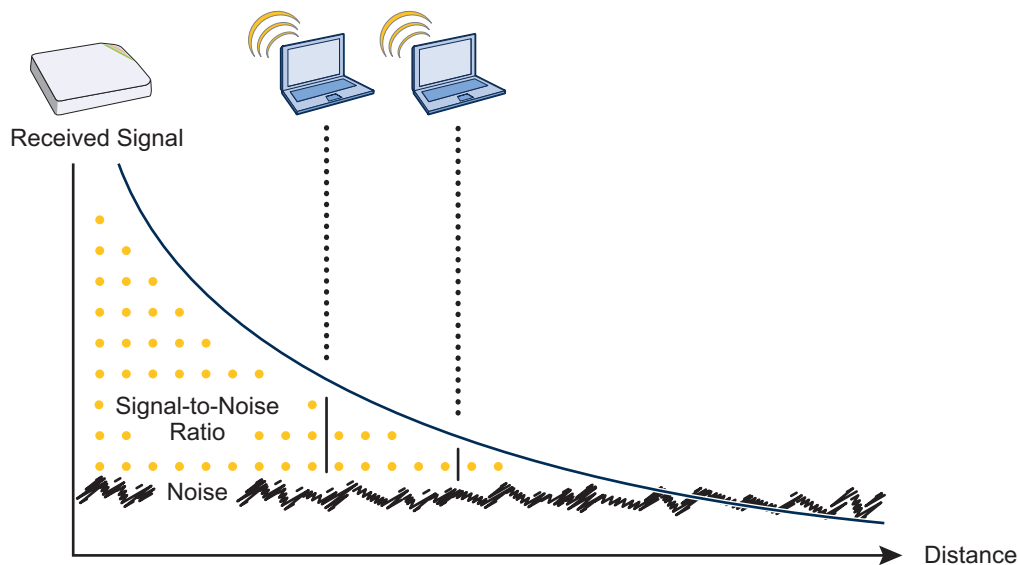 Received Signal
Signal-to-Noise
Ratio
Noise
Distance